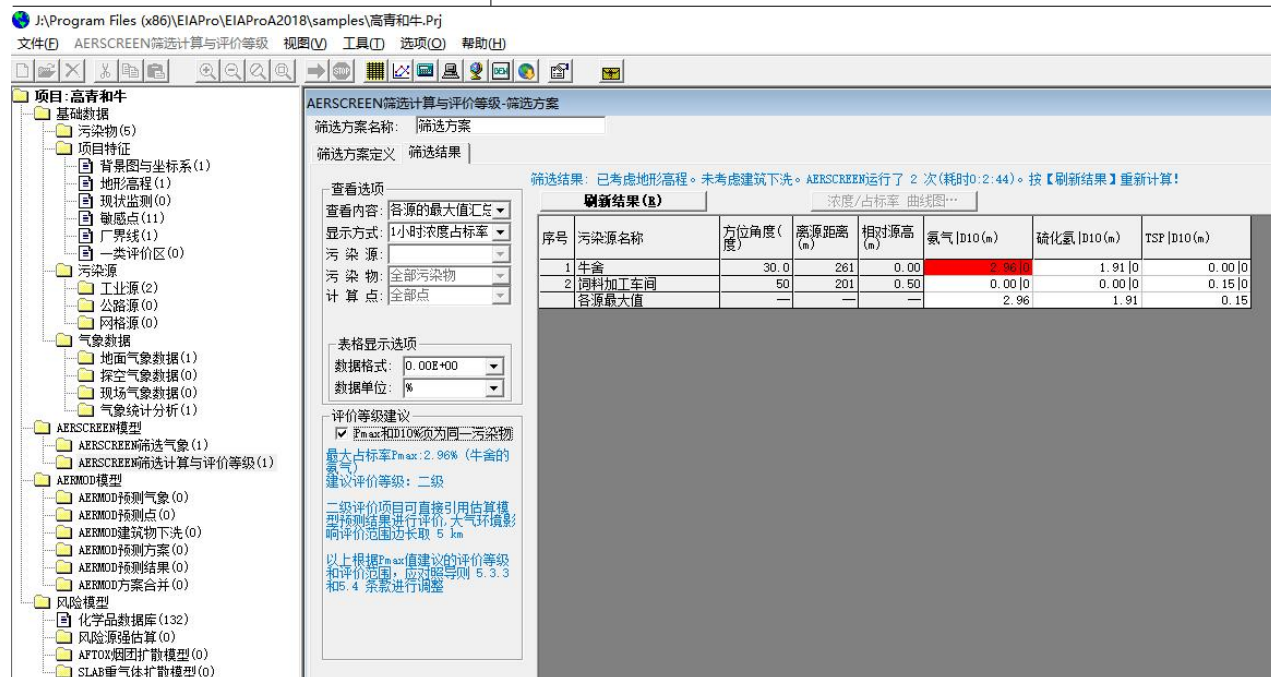 J:\Program Files (x86)\EIAPro\EIAProA2018\samples\高青和牛.Prj
文件(F) AERSCREEN筛选计算与评价等级 视图(V) 工具(T) 选项(O) 帮助(H)
STOP DEM
项目:高青和牛
基础数据
污染物(5)
项目特征
背景图与坐标系(1)
地形高程(1)
现状监测(0)
敏感点(11)
厂界线(1)
一类评价区(0)
污染源
工业源(2)
公路源(0)
网格源(0)
气象数据
地面气象数据(1)
探空气象数据(0)
现场气象数据(0)
气象统计分析(1)
AERSCREEN模型
AERSCREEN筛选气象(1)
AERSCREEN筛选计算与评价等级(1)
AERMOD模型
AERMOD预测气象(0)
AERMOD预测点(0)
AERMOD建筑物下洗(0)
AERMOD预测方案(0)
AERMOD预测结果(0)
AERMOD方案合并(0)
风险模型
化学品数据库(132)
风险源强估算(0)
AFTOX烟团扩散模型(0)
SLAB重气体扩散模型(0)
AERSCREEN筛选计算与评价等级-筛选方案
筛选方案名称: 筛选方案
筛选方案定义 筛选结果
查看选项
查看内容: 各源的最大值汇总
显示方式: 1小时浓度占标率
污 染 源:
污 染 物: 全部污染物
计 算 点: 全部点
表格显示选项
数据格式: 0.00E+00
数据单位: %
评价等级建议
Pmax和D10%须为同一污染物
最大占标率Pmax:2.96% (牛舍的
氨气)
建议评价等级: 二级
二级评价项目可直接引用估算模
型预测结果进行评价,大气环境影
响评价范围边长取 5 km
以上根据Pmax值建议的评价等级
和评价范围，应对照导则 5.3.3
和5.4 条款进行调整
筛选结果: 已考虑地形高程。未考虑建筑下洗。AERSCREEN运行了 2 次(耗时0:2:44)。按【刷新结果】重新计算!
刷新结果(R) 浓度/占标率 曲线图…
序号 污染源名称 方位角度(度) 离源距离(m) 相对源高(m) 氨气|D10(m) 硫化氢|D10(m) TSP|D10(m)
1 牛舍 30.0 261 0.00 2.96|0 1.91|0 0.00|0
2 饲料加工车间 50 201 0.50 0.00|0 0.00|0 0.15|0
各源最大值 — — — 2.96 1.91 0.15